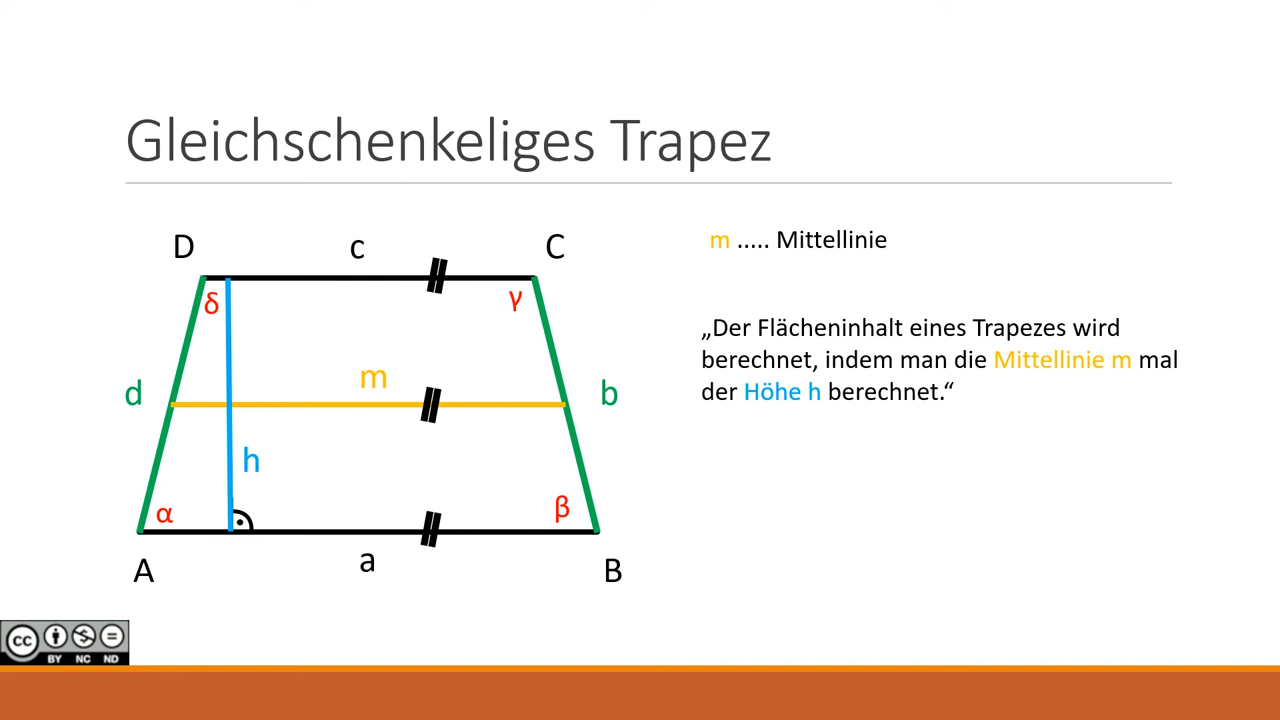 Gleichschenkeliges Trapez
D
c
C
m ..... Mittellinie
δ
γ
„Der Flächeninhalt eines Trapezes wird
berechnet, indem man die Mittellinie m mal
der Höhe h berechnet.“
m
d
b
h
α
β
a
A
B
cc
BY NC ND